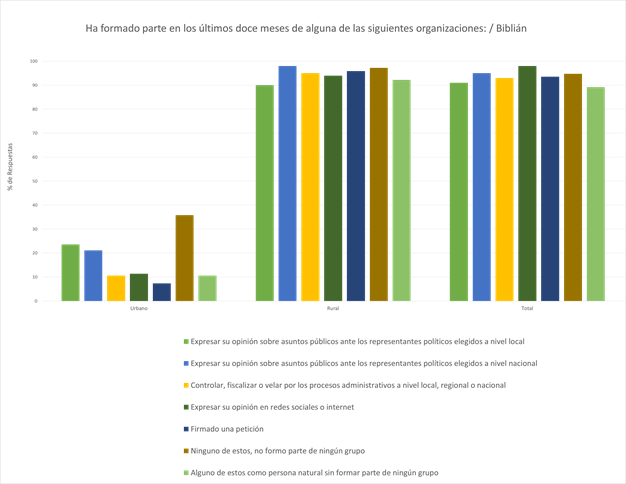 Ha formado parte en los últimos doce meses de alguna de las siguientes organizaciones: / Biblián
% de Respuestas
100
90
80
70
60
50
40
30
20
10
0
Urbano
Rural
Total
Expresar su opinión sobre asuntos públicos ante los representantes políticos elegidos a nivel local
Expresar su opinión sobre asuntos públicos ante los representantes políticos elegidos a nivel nacional
Controlar, fiscalizar o velar por los procesos administrativos a nivel local, regional o nacional
Expresar su opinión en redes sociales o internet
Firmado una petición
Ninguno de estos, no formo parte de ningún grupo
Alguno de estos como persona natural sin formar parte de ningún grupo